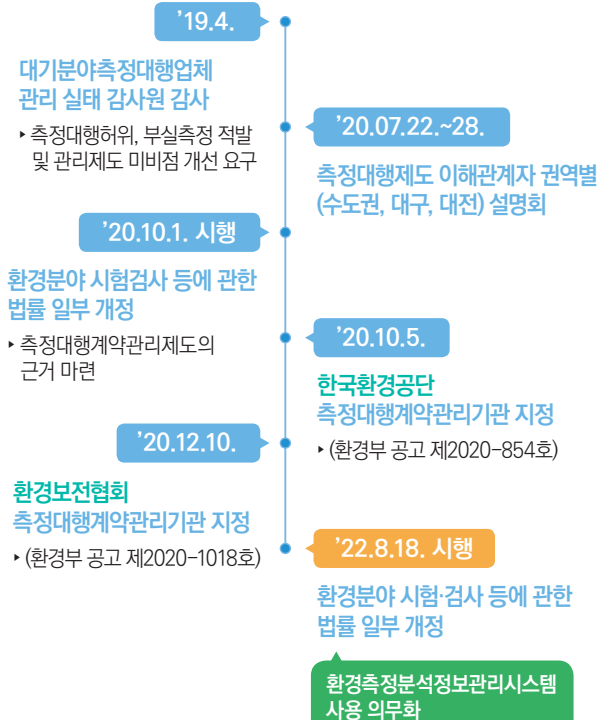 ’19.4.
대기분야측정대행업체
관리 실태 감사원 감사
‣ 측정대행허위, 부실측정 적발
및 관리제도 미비점 개선 요구
’20.07.22.~28.
측정대행제도 이해관계자 권역별
(수도권, 대구, 대전) 설명회
’20.10.1. 시행
환경분야 시험검사 등에 관한
법률 일부 개정
‣ 측정대행계약관리제도의
근거 마련
’20.10.5.
한국환경공단
측정대행계약관리기관 지정
‣ (환경부 공고 제2020-854호)
’20.12.10.
환경보전협회
측정대행계약관리기관 지정
‣ (환경부 공고 제2020-1018호)
’22.8.18. 시행
환경분야 시험·검사 등에 관한
법률 일부 개정
환경측정분석정보관리시스템
사용 의무화